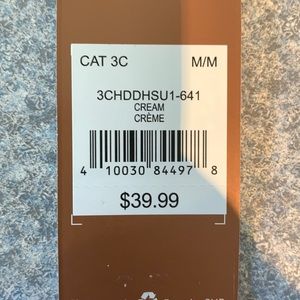 CAT 3C M/M
3CHDDHSU1-641
CREAM
CRÈME
4 10030 84497 8
$39.99